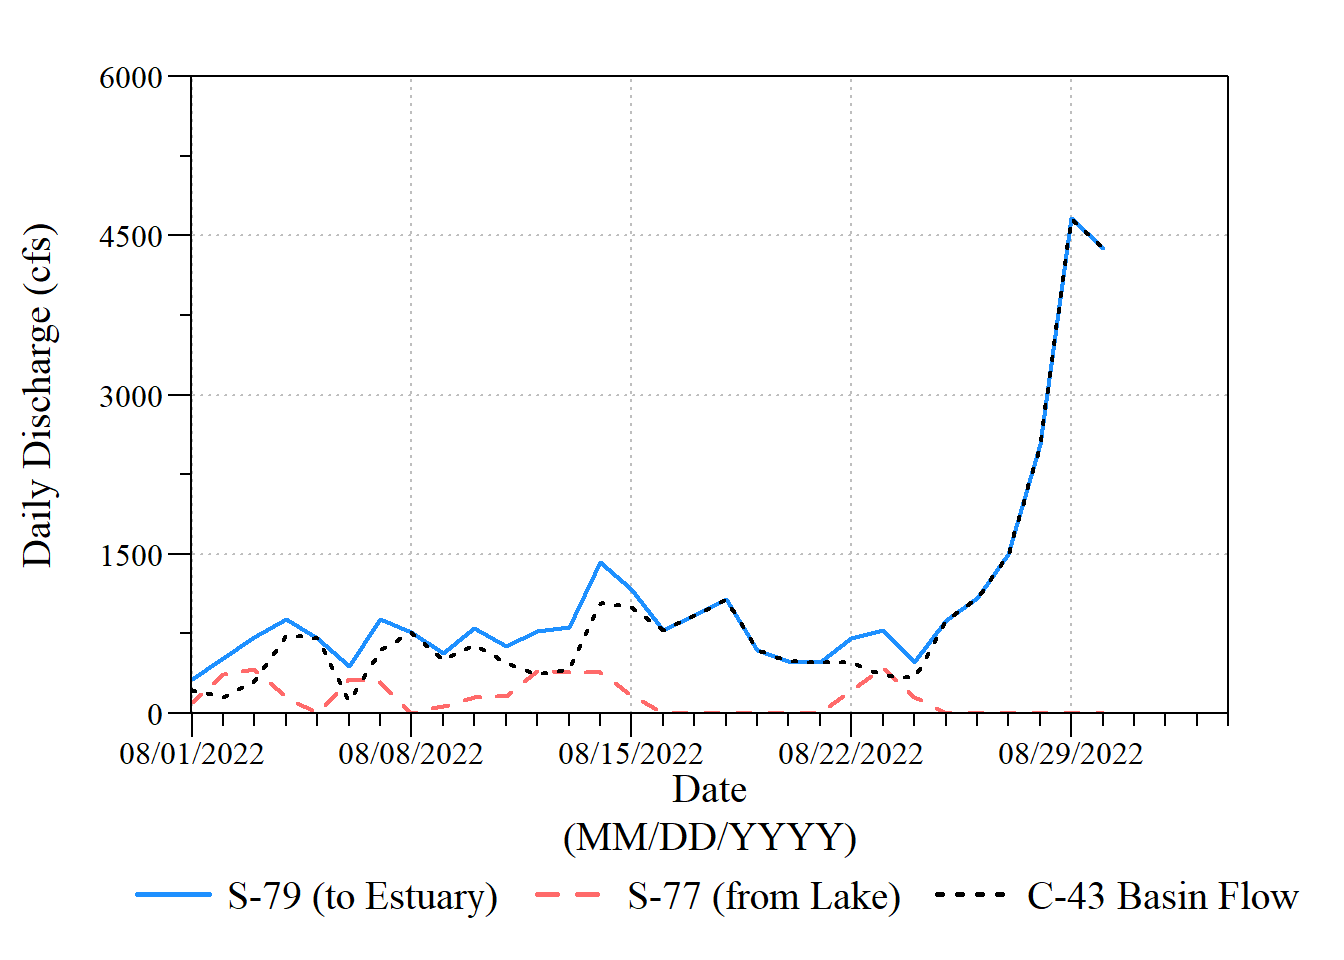 6000
4500
3000
1500
0
Daily Discharge (cfs)
08/01/2022 08/08/2022 08/15/2022 08/22/2022 08/29/2022
Date
(MM/DD/YYYY)
S-79 (to Estuary) S-77 (from Lake) C-43 Basin Flow